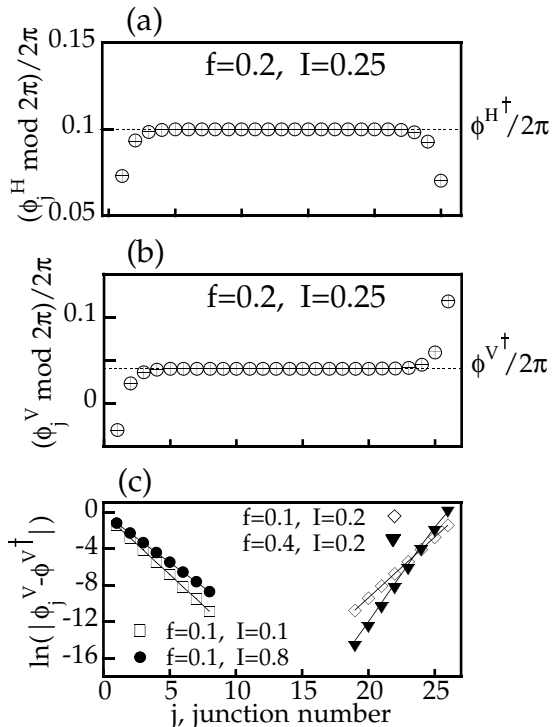 (a)
0.15
0.1
0.05
(ϕ_j^H mod 2π)/2π
f=0.2, I=0.25
ϕ^H†/2π
(b)
0.1
0
(ϕ_j^V mod 2π)/2π
f=0.2, I=0.25
ϕ^V†/2π
(c)
0
-4
-8
-12
-16
ln(|ϕ_j^V-ϕ^V†|)
f=0.1, I=0.2
f=0.4, I=0.2
f=0.1, I=0.1
f=0.1, I=0.8
0 5 10 15 20 25
j, junction number